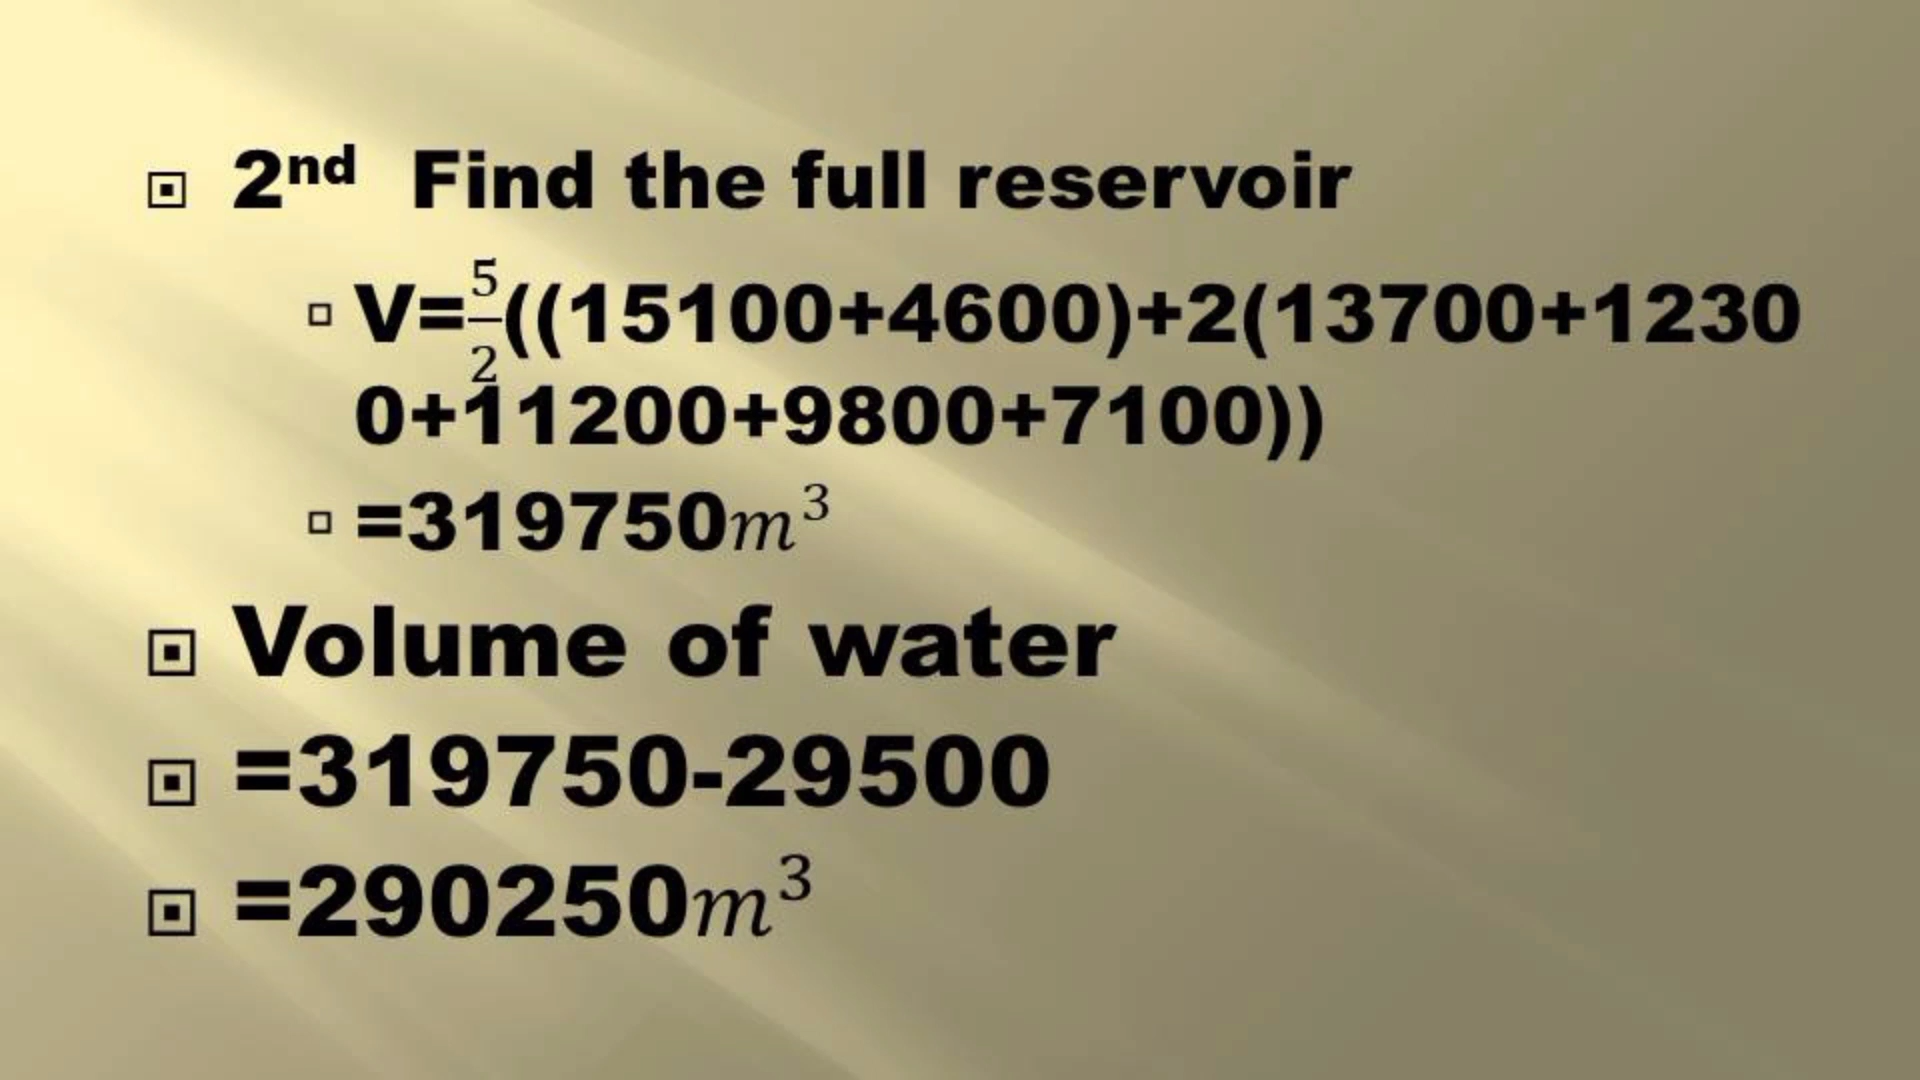 2nd Find the full reservoir
V=5/2((15100+4600)+2(13700+1230
0+11200+9800+7100))
=319750m³
Volume of water
=319750-29500
=290250m³